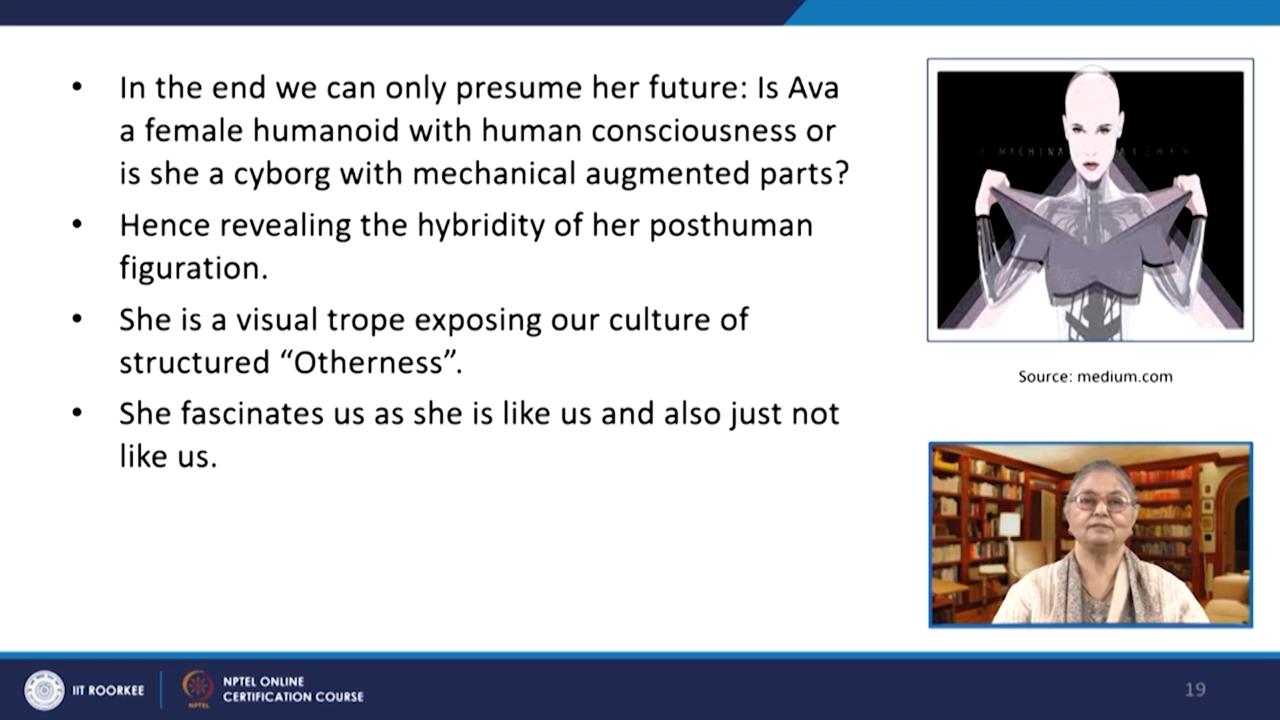 • In the end we can only presume her future: Is Ava
a female humanoid with human consciousness or
is she a cyborg with mechanical augmented parts?
• Hence revealing the hybridity of her posthuman
figuration.
• She is a visual trope exposing our culture of
structured “Otherness”.
• She fascinates us as she is like us and also just not
like us.
MACHINA
Source: medium.com
IIT ROORKEE
NPTEL
NPTEL ONLINE
CERTIFICATION COURSE
19